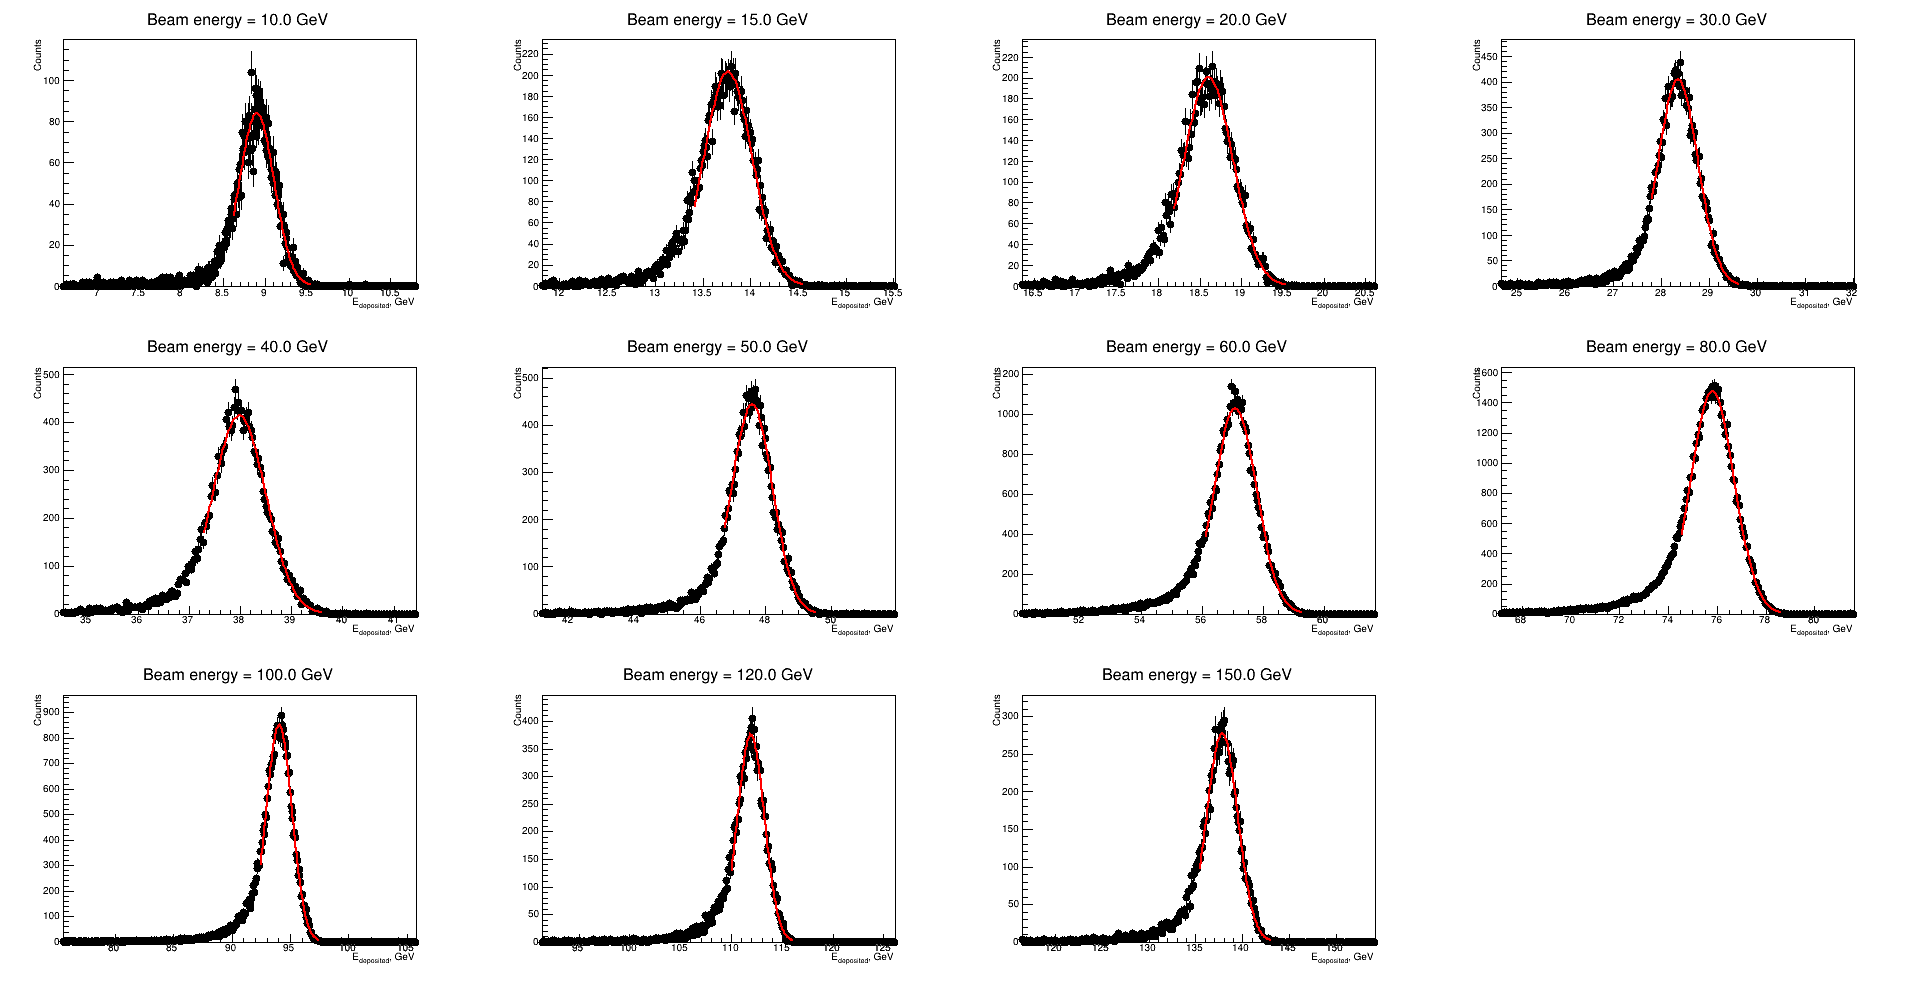 Beam energy = 10.0 GeV
Counts
100
80
60
40
20
0
7 7.5 8 8.5 9 9.5 10 10.5
E_deposited, GeV
Beam energy = 15.0 GeV
Counts
220
200
180
160
140
120
100
80
60
40
20
0
12 12.5 13 13.5 14 14.5 15 15.5
E_deposited, GeV
Beam energy = 20.0 GeV
Counts
220
200
180
160
140
120
100
80
60
40
20
0
16.5 17 17.5 18 18.5 19 19.5 20 20.5
E_deposited, GeV
Beam energy = 30.0 GeV
Counts
450
400
350
300
250
200
150
100
50
0
25 26 27 28 29 30 31 32
E_deposited, GeV
Beam energy = 40.0 GeV
Counts
500
400
300
200
100
0
35 36 37 38 39 40 41
E_deposited, GeV
Beam energy = 50.0 GeV
Counts
500
400
300
200
100
0
42 44 46 48 50
E_deposited, GeV
Beam energy = 60.0 GeV
Counts
1200
1000
800
600
400
200
0
52 54 56 58 60
E_deposited, GeV
Beam energy = 80.0 GeV
Counts
1600
1400
1200
1000
800
600
400
200
0
68 70 72 74 76 78 80
E_deposited, GeV
Beam energy = 100.0 GeV
Counts
900
800
700
600
500
400
300
200
100
0
80 85 90 95 100 105
E_deposited, GeV
Beam energy = 120.0 GeV
Counts
400
350
300
250
200
150
100
50
0
95 100 105 110 115 120 125
E_deposited, GeV
Beam energy = 150.0 GeV
Counts
300
250
200
150
100
50
0
120 125 130 135 140 145 150
E_deposited, GeV